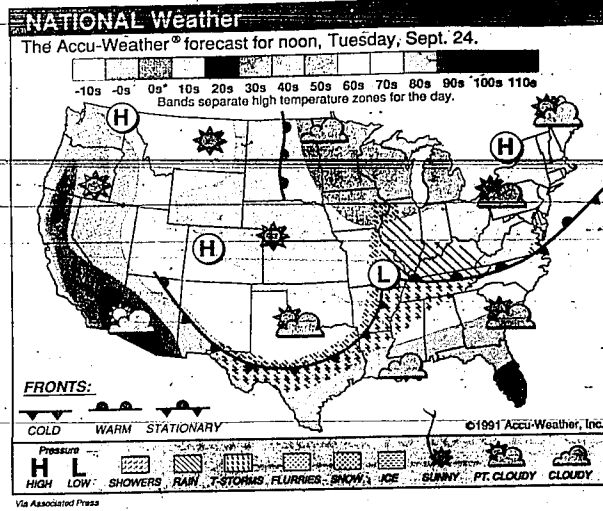 NATIONAL Weather
The Accu-Weather® forecast for noon, Tuesday, Sept. 24.
-10s -0s 0s 10s 20s 30s 40s 50s 60s 70s 80s 90s 100s 110s
Bands separate high temperature zones for the day.
H
H
H
L
FRONTS:
COLD WARM STATIONARY
©1991 Accu-Weather, Inc.
Pressure
H L
HIGH LOW SHOWERS RAIN T-STORMS FLURRIES SNOW ICE SUNNY PT. CLOUDY CLOUDY
Via Associated Press